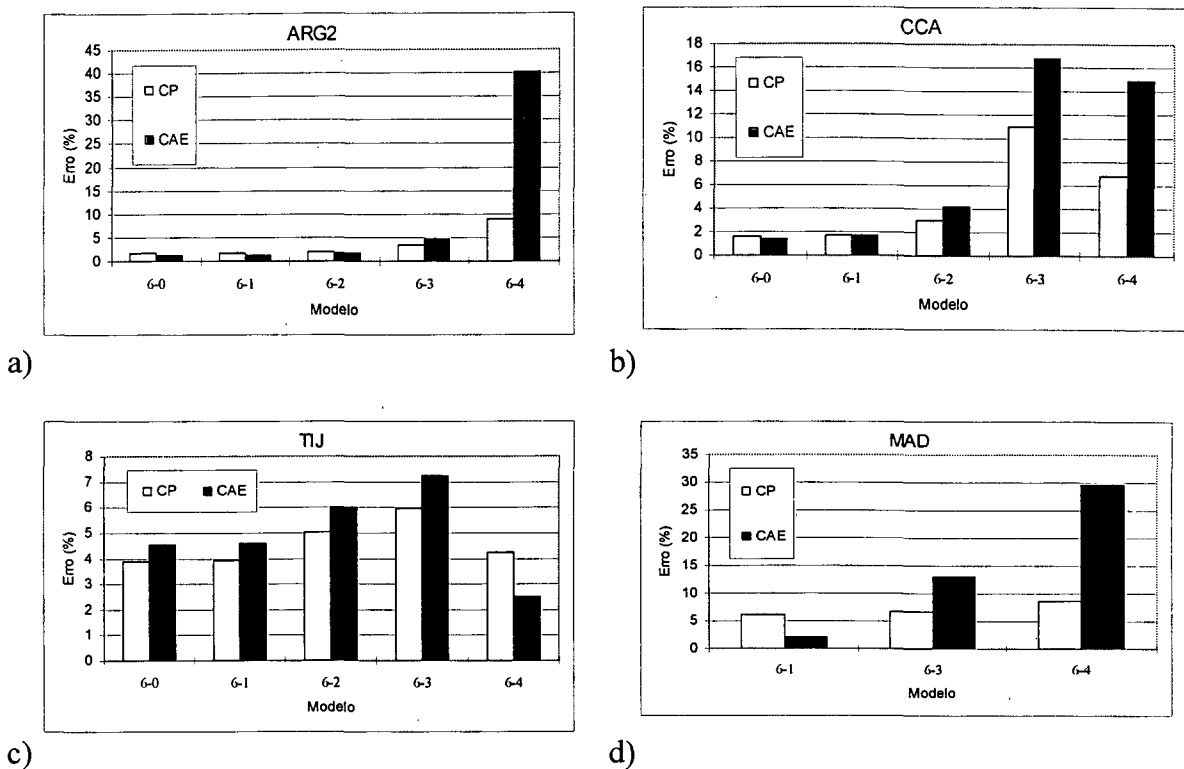 ARG2
45
40
35
30
25
20
15
10
5
0
Erro (%)
CP
CAE
6-0 6-1 6-2 6-3 6-4
Modelo
a)
CCA
18
16
14
12
10
8
6
4
2
0
Erro (%)
CP
CAE
6-0 6-1 6-2 6-3 6-4
Modelo
b)
TIJ
8
7
6
5
4
3
2
1
0
Erro (%)
CP CAE
6-0 6-1 6-2 6-3 6-4
Modelo
c)
MAD
35
30
25
20
15
10
5
0
Erro (%)
CP
CAE
6-1 6-3 6-4
Modelo
d)